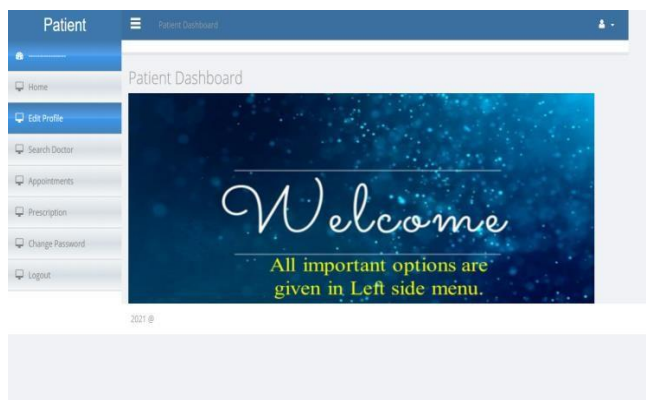 Patient
Patient Dashboard
Home
Edit Profile
Search Doctor
Appointments
Prescription
Change Password
Logout
Patient Dashboard
Welcome
All important options are
given in Left side menu.
2021 @